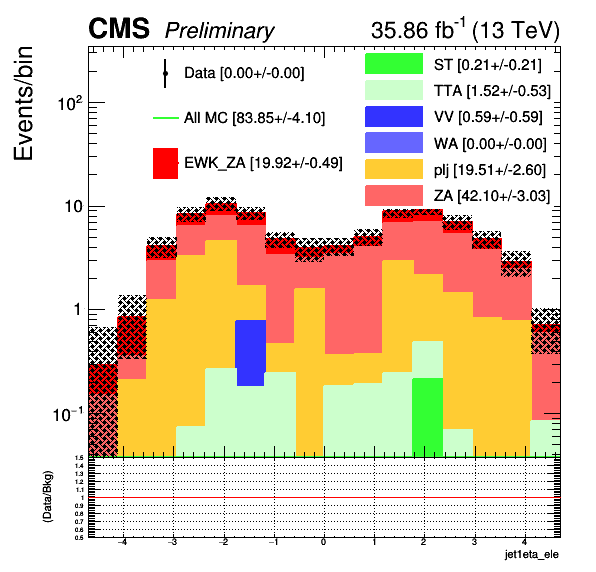 CMS Preliminary 35.86 fb⁻¹ (13 TeV)
Events/bin
Data [0.00+/-0.00]
All MC [83.85+/-4.10]
EWK_ZA [19.92+/-0.49]
ST [0.21+/-0.21]
TTA [1.52+/-0.53]
VV [0.59+/-0.59]
WA [0.00+/-0.00]
plj [19.51+/-2.60]
ZA [42.10+/-3.03]
10²
10
1
10⁻¹
(Data/Bkg)
1.5
1.4
1.3
1.2
1.1
1
0.9
0.8
0.7
0.6
0.5
−4 −3 −2 −1 0 1 2 3 4
jet1eta_ele